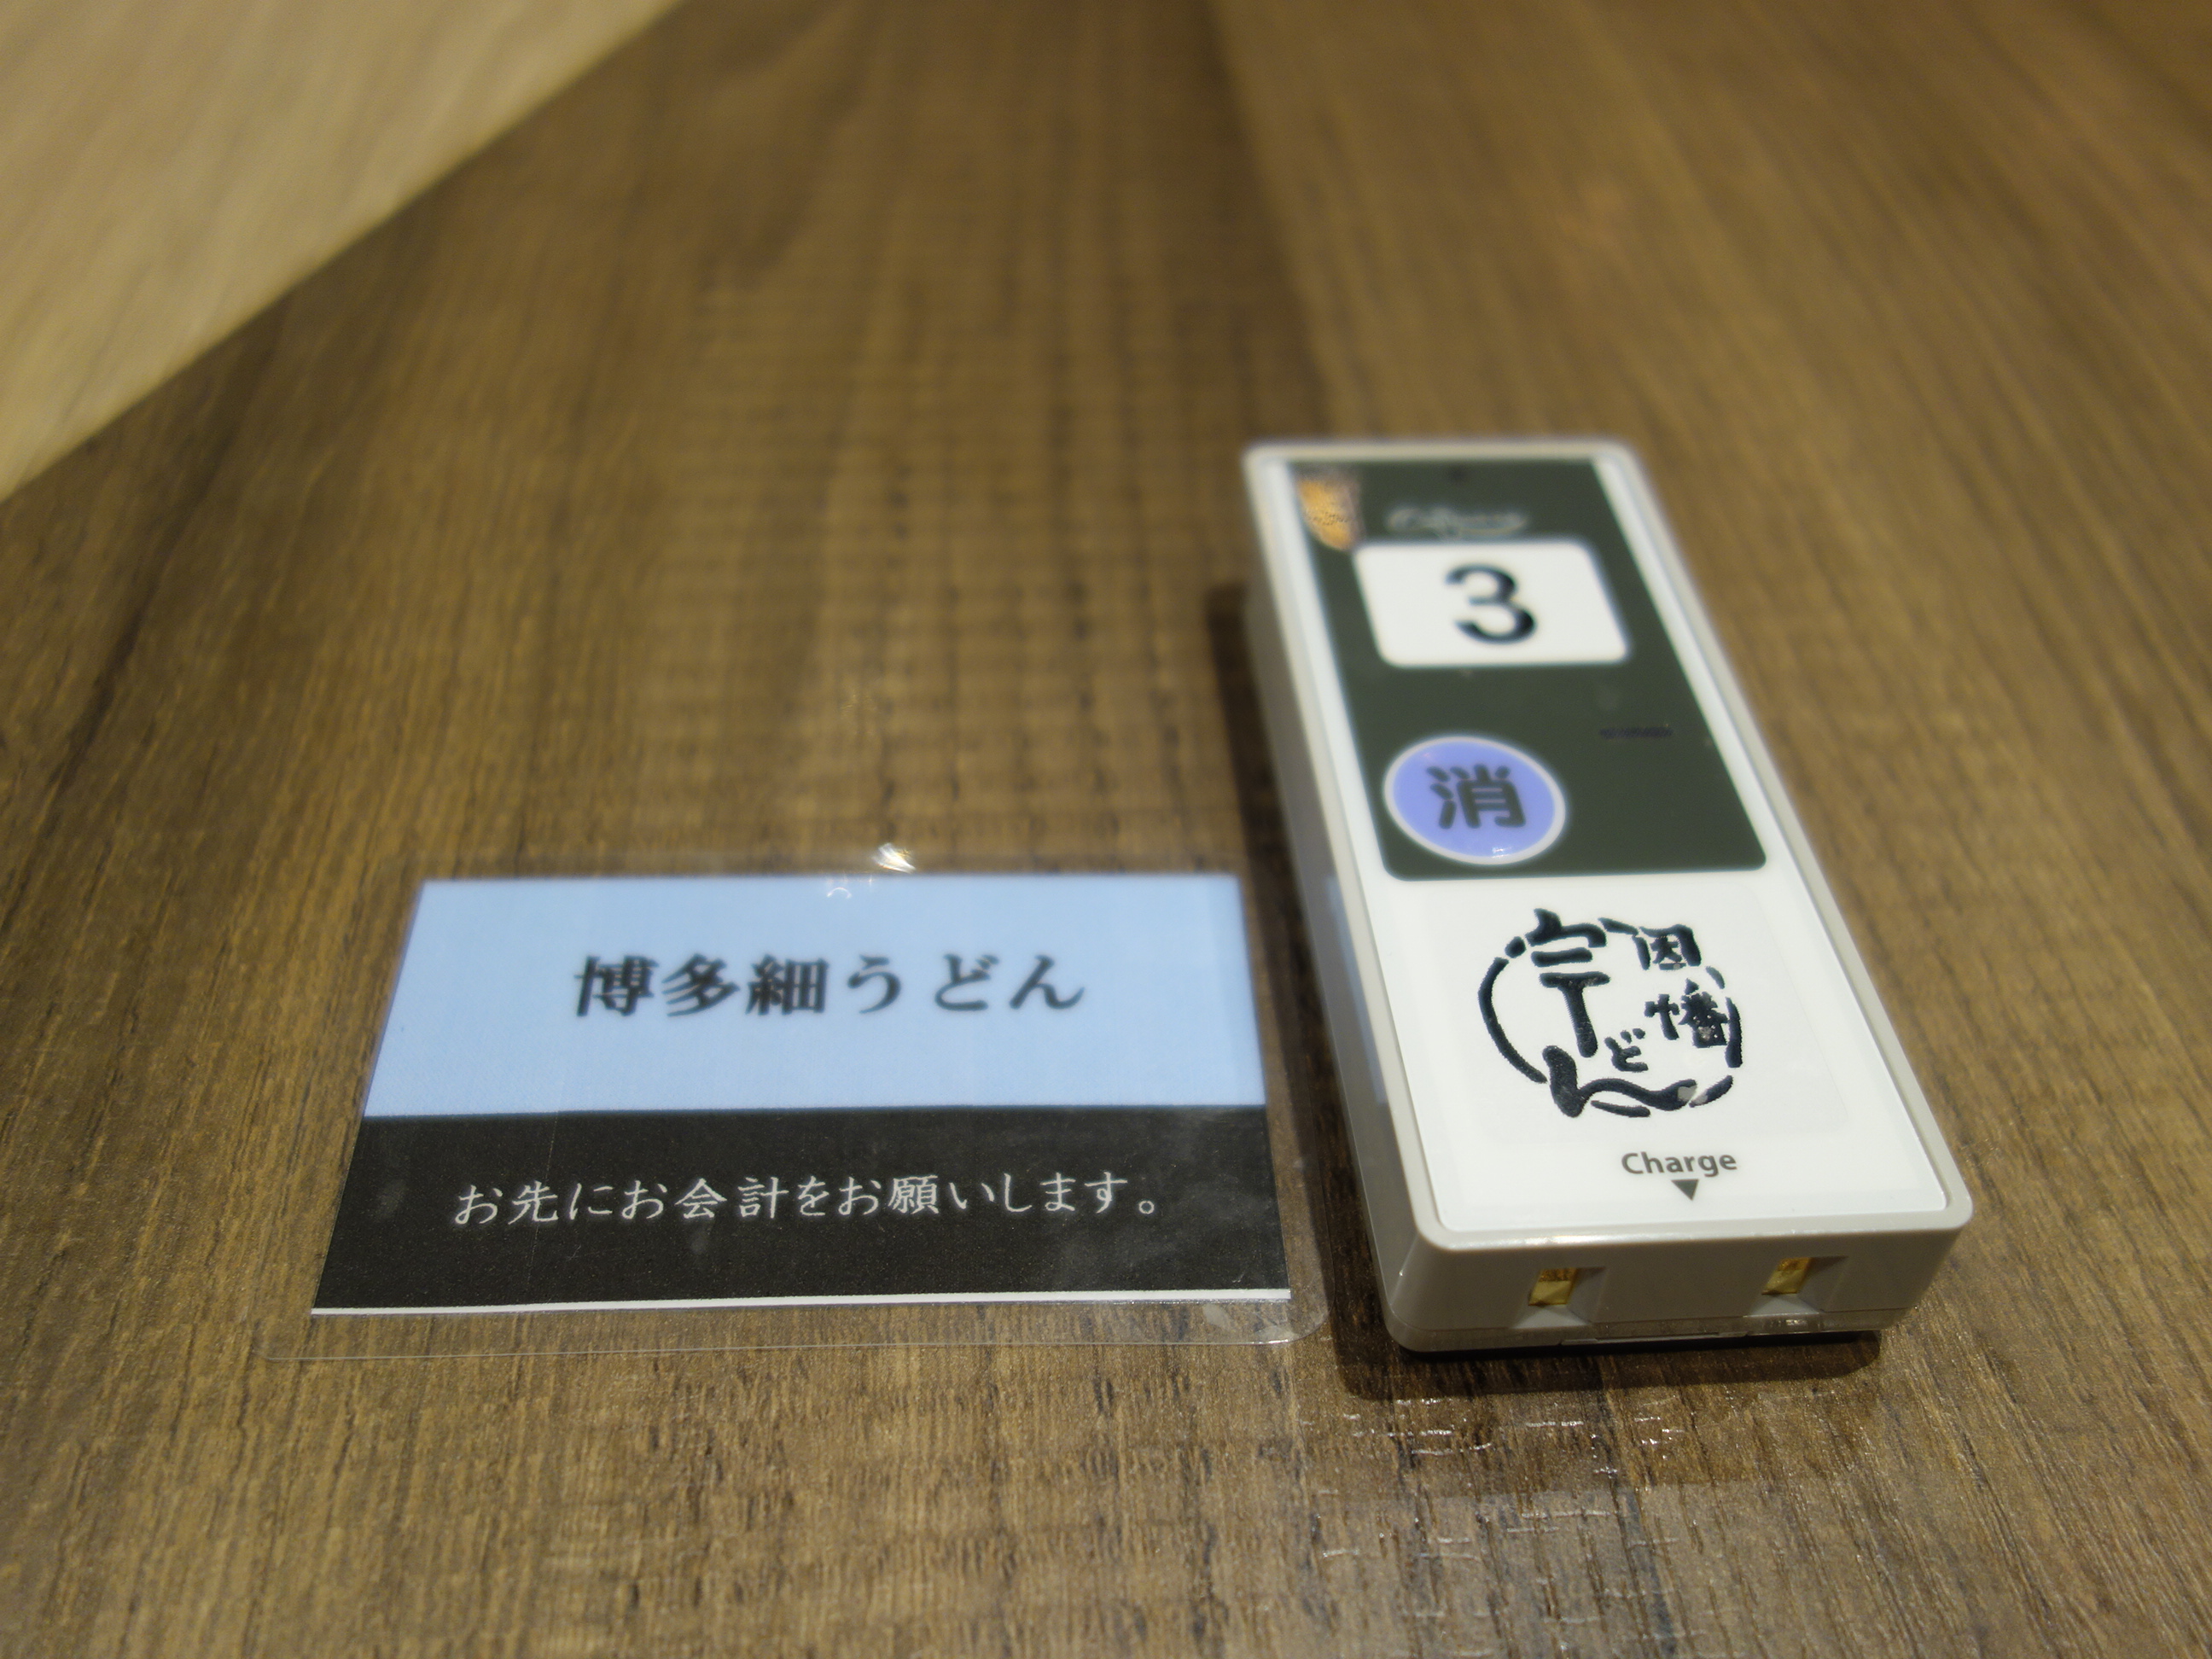 博多細うどん
お先にお会計をお願いします。
3
消
因幡
宇どん
Charge